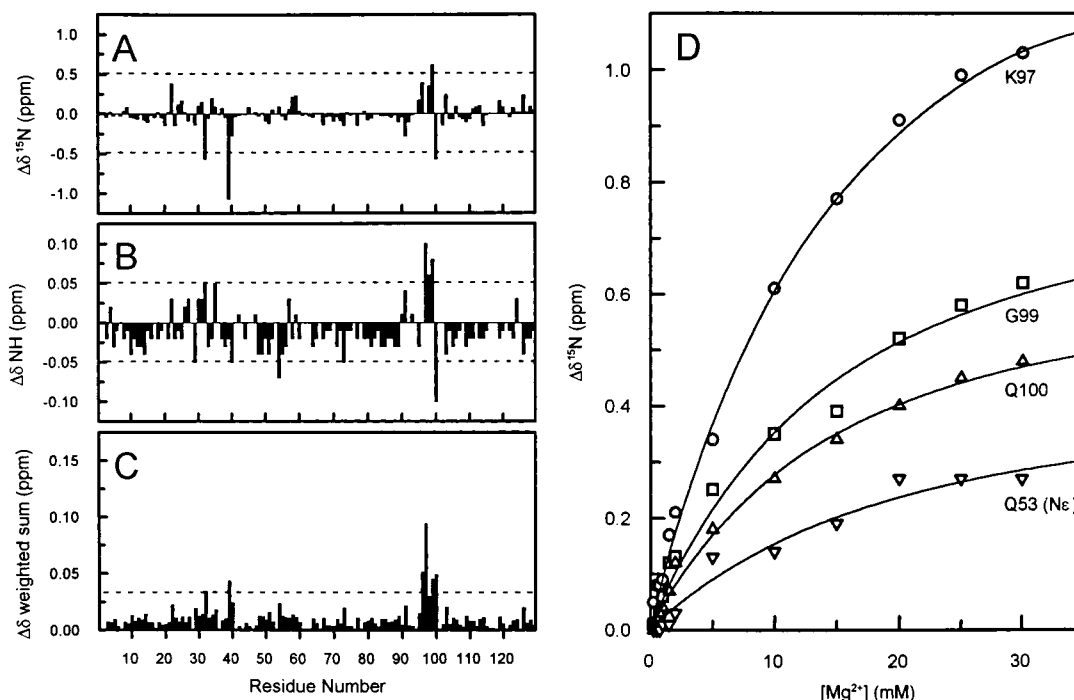 A
Δδ ¹⁵N (ppm)
1.0
0.5
0.0
-0.5
-1.0
B
Δδ NH (ppm)
0.10
0.05
0.00
-0.05
-0.10
C
Δδ weighted sum (ppm)
0.15
0.10
0.05
0.00
10 20 30 40 50 60 70 80 90 100 110 120
Residue Number
D
Δδ¹⁵N (ppm)
1.0
0.8
0.6
0.4
0.2
0.0
K97
G99
Q100
Q53 (Nε)
0 10 20 30
[Mg²⁺] (mM)